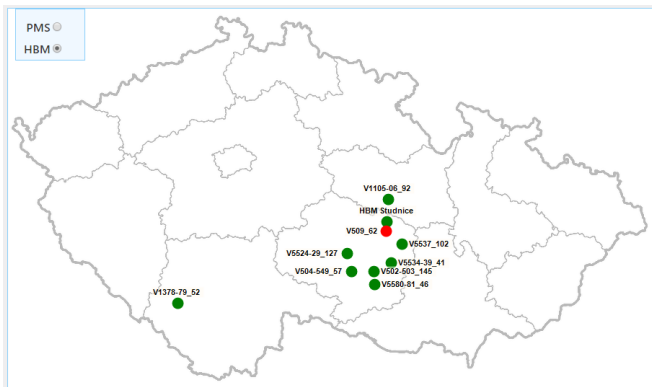 PMS
HBM
V1105-06_92
HBM Studnice
V509_62
V5537_102
V5524-29_127
V5534-39_41
V504-549_57
V502-503_145
V5580-81_46
V1378-79_52